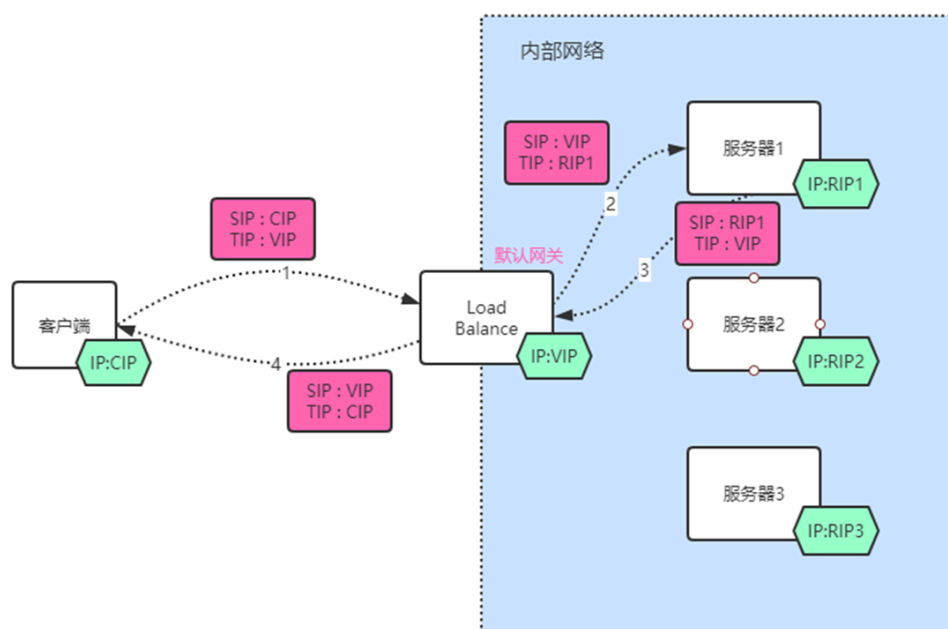 内部网络
SIP : VIP
TIP : RIP1
服务器1
IP:RIP1
2
SIP : CIP
TIP : VIP
SIP : RIP1
TIP : VIP
默认网关
3
1
Load
Balance
IP:VIP
客户端
IP:CIP
服务器2
IP:RIP2
4
SIP : VIP
TIP : CIP
服务器3
IP:RIP3